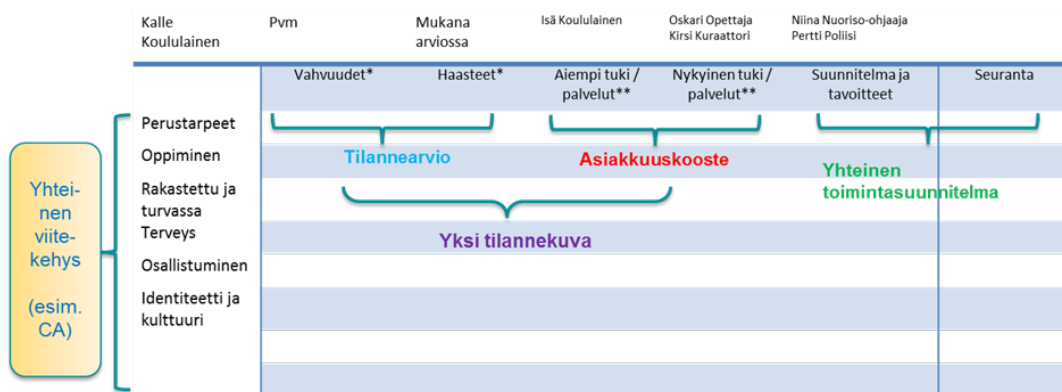 Kalle
Koululainen
Pvm
Mukana
arviossa
Isä Koululainen
Oskari Opettaja
Kirsi Kuraattori
Niina Nuoriso-ohjaaja
Pertti Poliisi
Vahvuudet*
Haasteet*
Aiempi tuki /
palvelut**
Nykyinen tuki /
palvelut**
Suunnitelma ja
tavoitteet
Seuranta
Perustarpeet
Oppiminen
Rakastettu ja
turvassa
Terveys
Osallistuminen
Identiteetti ja
kulttuuri
Tilannearvio
Asiakkuuskooste
Yhteinen
toimintasuunnitelma
Yksi tilannekuva
Yhtei-
nen
viite-
kehys
(esim.
CA)